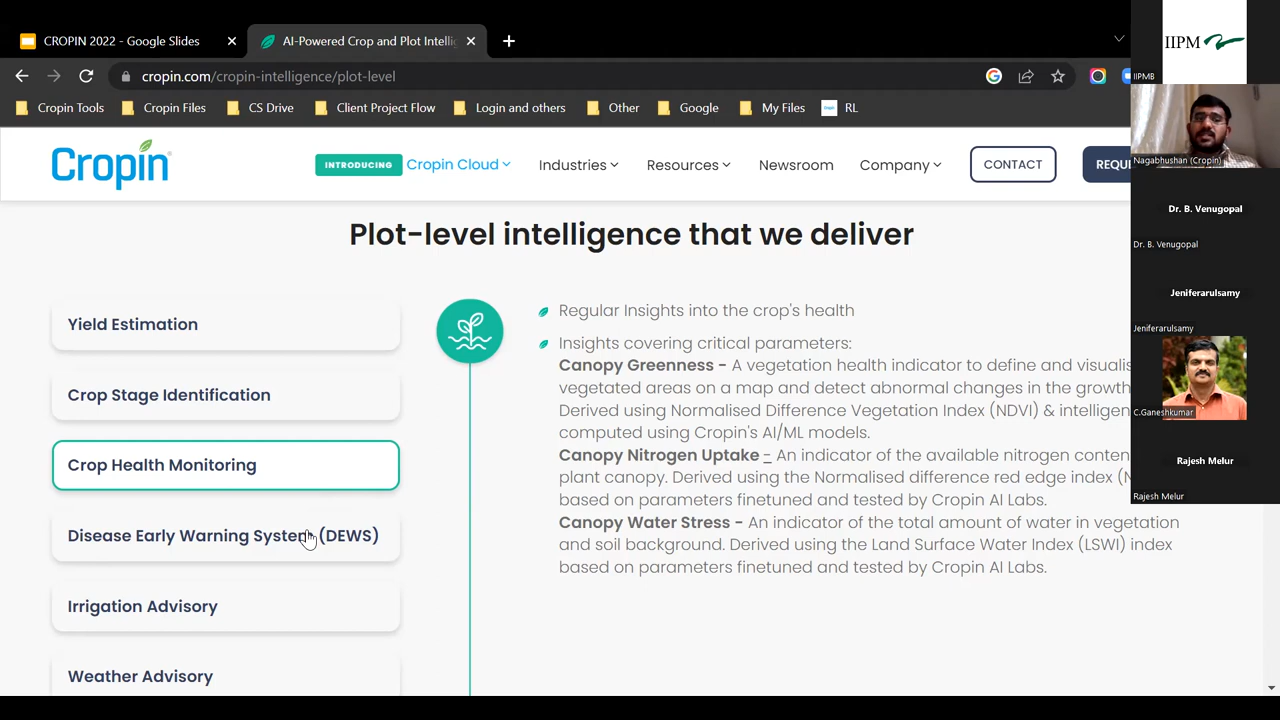 CROPIN 2022 - Google Slides
AI-Powered Crop and Plot Intelli
cropin.com/cropin-intelligence/plot-level
Cropin Tools
Cropin Files
CS Drive
Client Project Flow
Login and others
Other
Google
My Files
RL
Cropin
INTRODUCING
Cropin Cloud
Industries
Resources
Newsroom
Company
CONTACT
REQU
Plot-level intelligence that we deliver
Yield Estimation
Crop Stage Identification
Crop Health Monitoring
Disease Early Warning System (DEWS)
Irrigation Advisory
Weather Advisory
Regular Insights into the crop's health
Insights covering critical parameters:
Canopy Greenness - A vegetation health indicator to define and visualis
vegetated areas on a map and detect abnormal changes in the growth
Derived using Normalised Difference Vegetation Index (NDVI) & intelligen
computed using Cropin's AI/ML models.
Canopy Nitrogen Uptake - An indicator of the available nitrogen conten
plant canopy. Derived using the Normalised difference red edge index (N
based on parameters finetuned and tested by Cropin AI Labs.
Canopy Water Stress - An indicator of the total amount of water in vegetation
and soil background. Derived using the Land Surface Water Index (LSWI) index
based on parameters finetuned and tested by Cropin AI Labs.
IIPM
IIPMB
Nagabhushan (Cropin)
Dr. B. Venugopal
Dr. B. Venugopal
Jeniferarulsamy
Jeniferarulsamy
C.Ganeshkumar
Rajesh Melur
Rajesh Melur